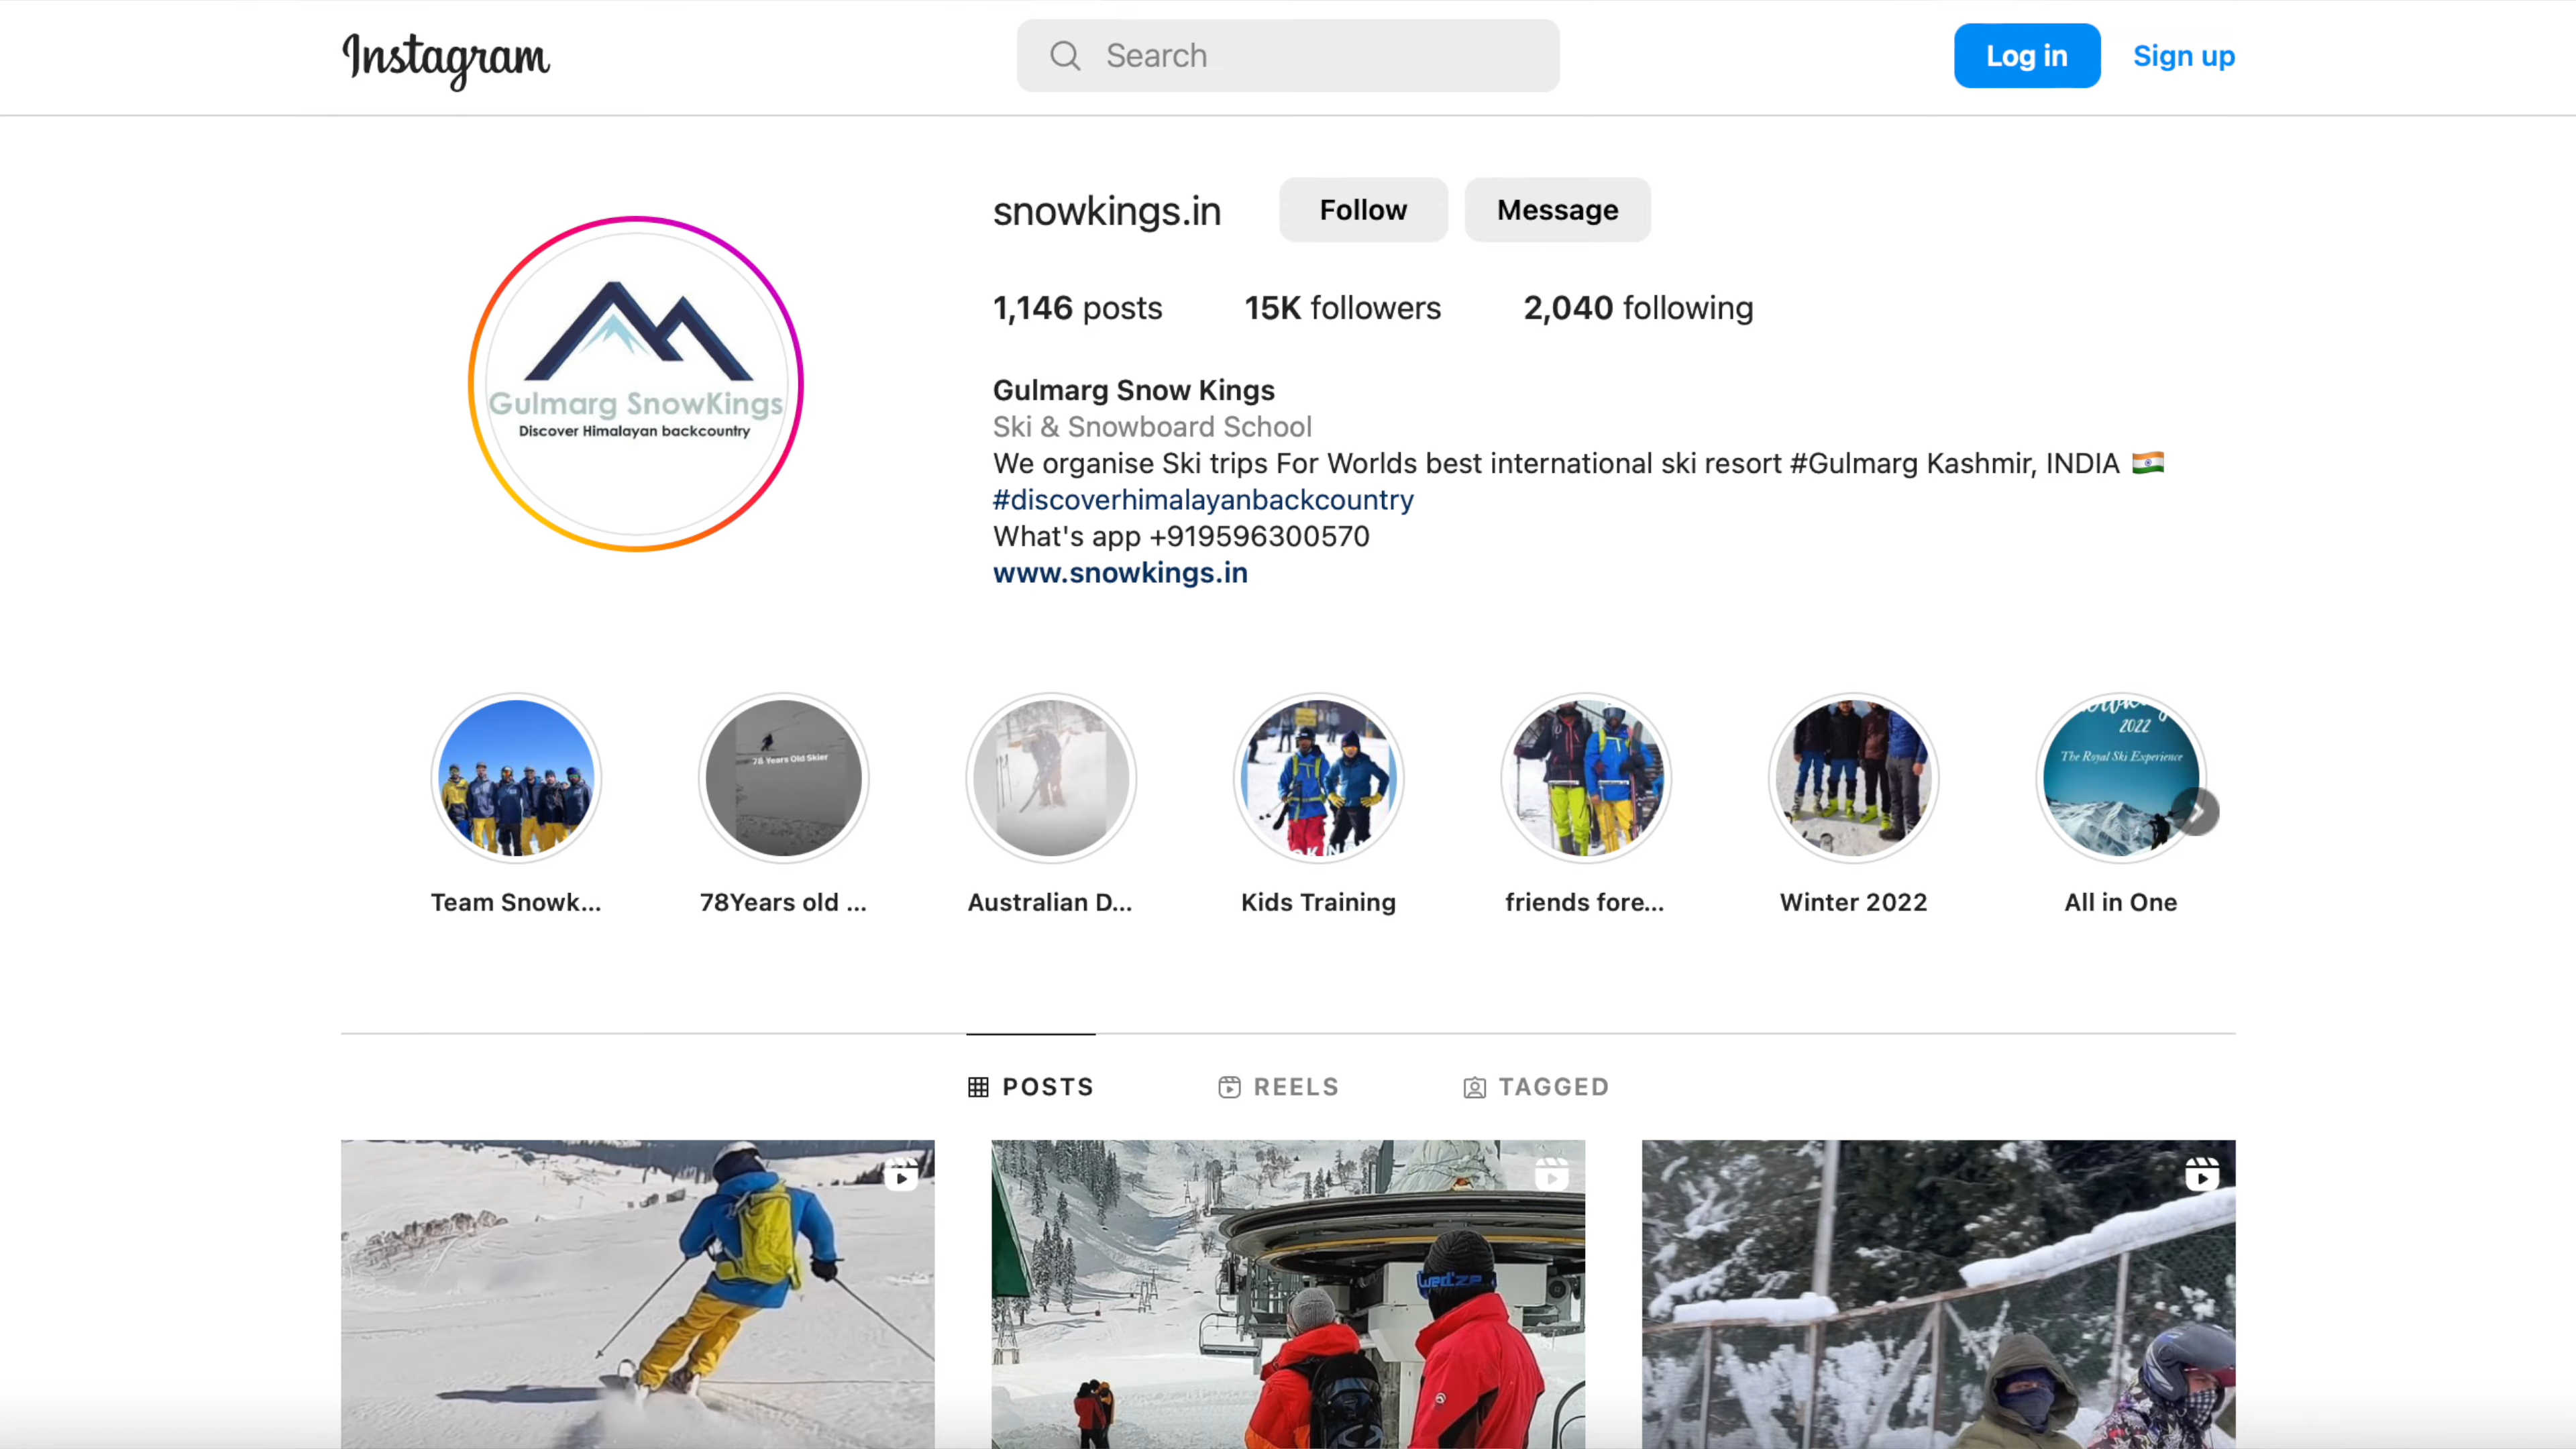 Instagram
Search
Log in
Sign up
snowkings.in
Follow
Message
1,146 posts
15K followers
2,040 following
Gulmarg SnowKings
Discover Himalayan backcountry
Gulmarg Snow Kings
Ski & Snowboard School
We organise Ski trips For Worlds best international ski resort #Gulmarg Kashmir, INDIA 🇮🇳
#discoverhimalayanbackcountry
What's app +919596300570
www.snowkings.in
78 Years Old Skier
2022
The Royal Ski Experience
Team Snowk...
78Years old ...
Australian D...
Kids Training
friends fore...
Winter 2022
All in One
POSTS
REELS
TAGGED
wed'ze